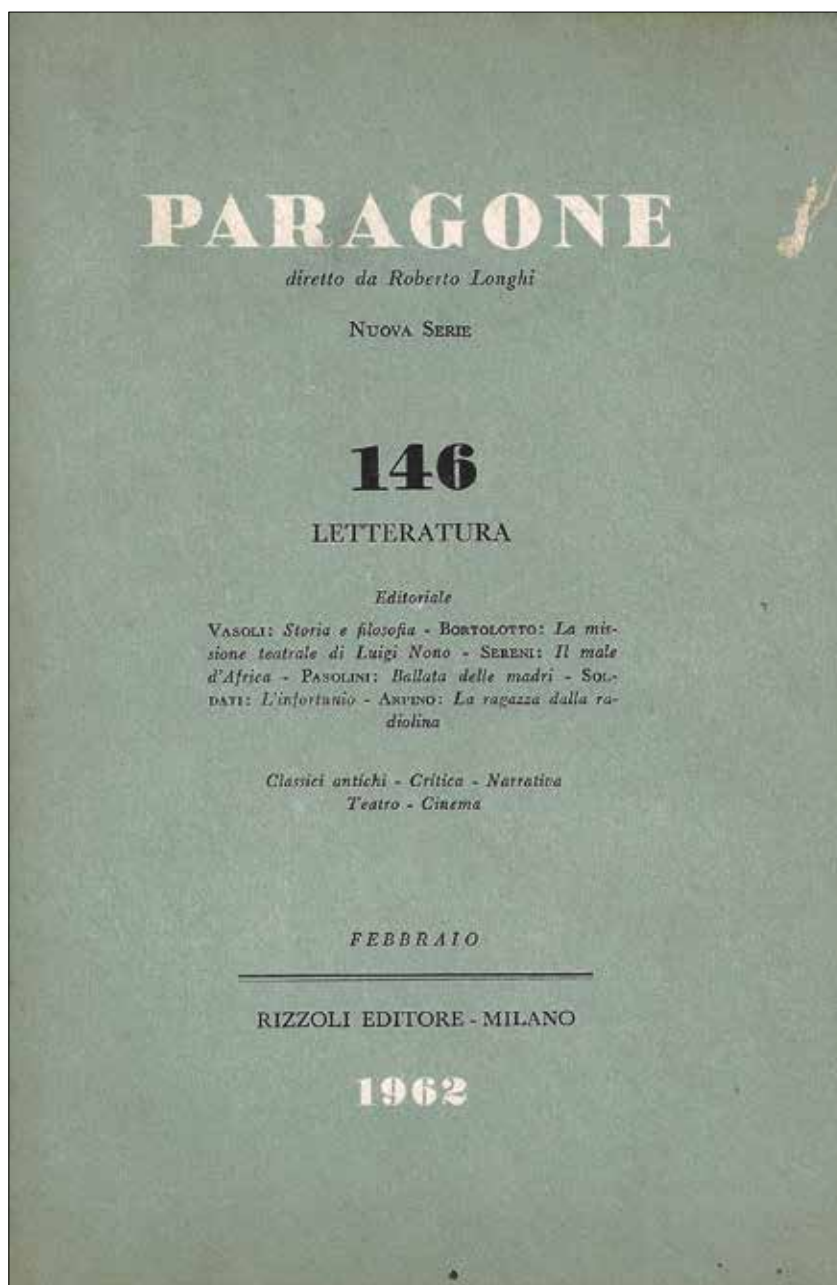 PARAGONE
diretto da Roberto Longhi
NUOVA SERIE
146
LETTERATURA
Editoriale
VASOLI: Storia e filosofia - BORTOLOTTO: La mis-
sione teatrale di Luigi Nono - SERENI: Il male
d'Africa - PASOLINI: Ballata delle madri - SOL-
DATI: L'infortunio - ARPINO: La ragazza dalla ra-
diolina
Classici antichi - Critica - Narrativa
Teatro - Cinema
FEBBRAIO
RIZZOLI EDITORE - MILANO
1962